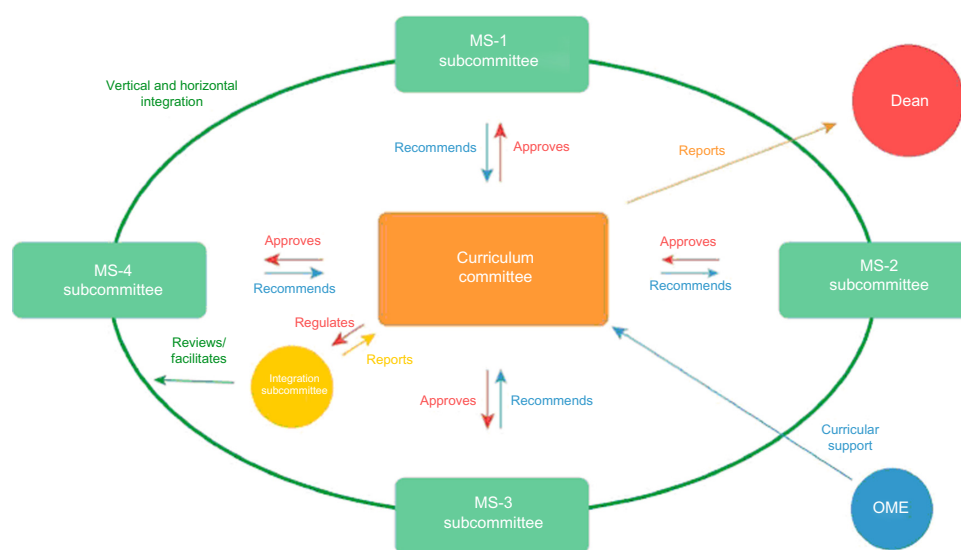 MS-1
subcommittee
Vertical and horizontal
integration
Dean
Recommends
Approves
Reports
Approves
Recommends
MS-4
subcommittee
Curriculum
committee
Approves
Recommends
MS-2
subcommittee
Regulates
Reports
Reviews/
facilitates
Integration
subcommittee
Approves
Recommends
Curricular
support
MS-3
subcommittee
OME